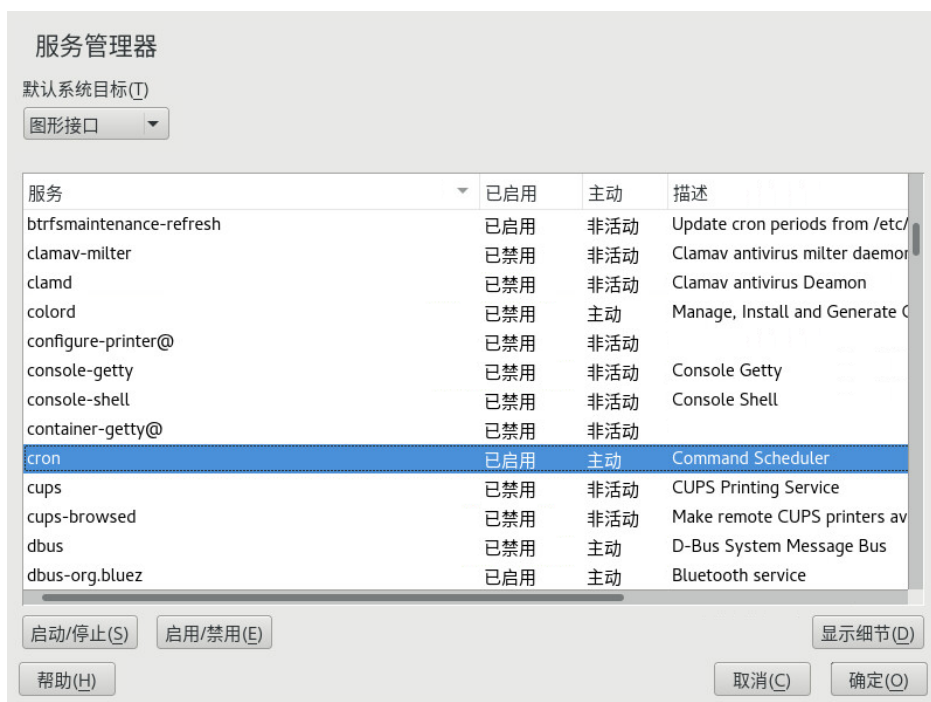 服务管理器
默认系统目标(T)
图形接口
服务 已启用 主动 描述
btrfsmaintenance-refresh 已启用 非活动 Update cron periods from /etc/
clamav-milter 已禁用 非活动 Clamav antivirus milter daemon
clamd 已禁用 非活动 Clamav antivirus Deamon
colord 已禁用 主动 Manage, Install and Generate C
configure-printer@ 已禁用 非活动
console-getty 已禁用 非活动 Console Getty
console-shell 已禁用 非活动 Console Shell
container-getty@ 已禁用 非活动
cron 已启用 主动 Command Scheduler
cups 已禁用 非活动 CUPS Printing Service
cups-browsed 已禁用 非活动 Make remote CUPS printers av
dbus 已禁用 主动 D-Bus System Message Bus
dbus-org.bluez 已启用 主动 Bluetooth service
启动/停止(S) 启用/禁用(E) 显示细节(D)
帮助(H) 取消(C) 确定(O)